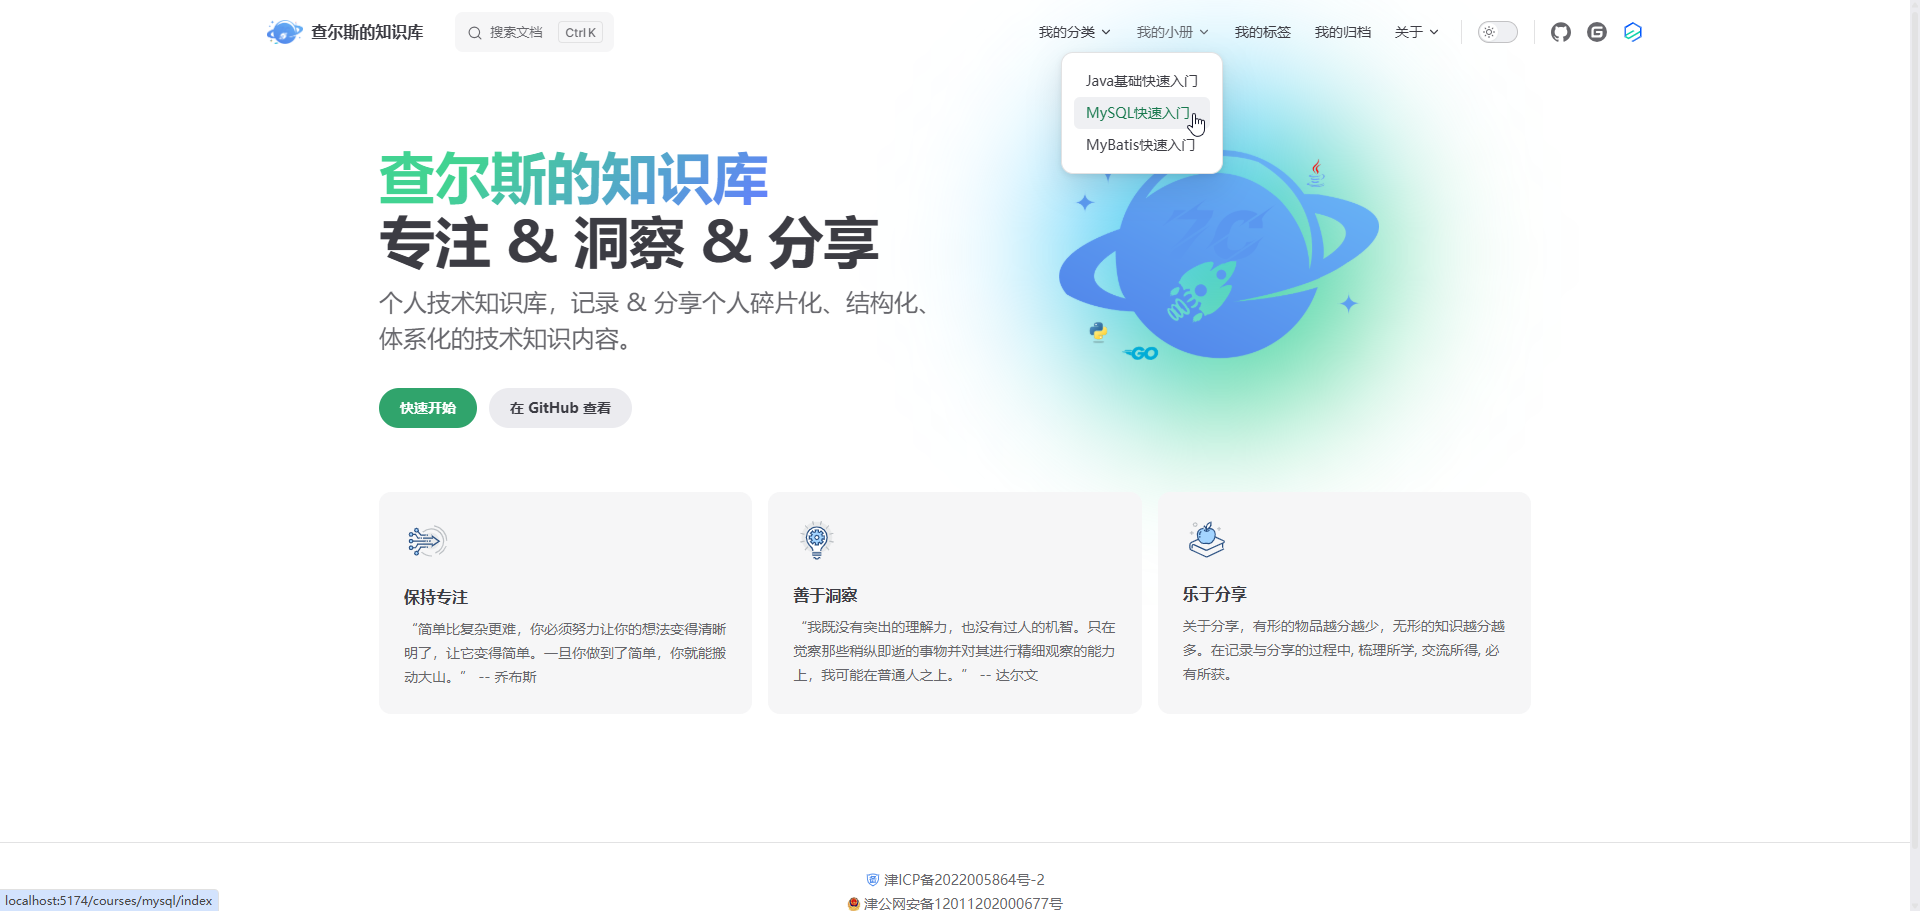 查尔斯的知识库
搜索文档
Ctrl K
我的分类
我的小册
我的标签
我的归档
关于
Java基础快速入门
MySQL快速入门
MyBatis快速入门
查尔斯的知识库
专注 & 洞察 & 分享
个人技术知识库，记录 & 分享个人碎片化、结构化、
体系化的技术知识内容。
快速开始
在 GitHub 查看
7C
GO
保持专注
“简单比复杂更难，你必须努力让你的想法变得清晰
明了，让它变得简单。一旦你做到了简单，你就能搬
动大山。” -- 乔布斯
善于洞察
“我既没有突出的理解力，也没有过人的机智。只在
觉察那些稍纵即逝的事物并对其进行精细观察的能力
上，我可能在普通人之上。” -- 达尔文
乐于分享
关于分享，有形的物品越分越少，无形的知识越分越
多。在记录与分享的过程中, 梳理所学, 交流所得, 必
有所获。
津ICP备2022005864号-2
津公网安备12011202000677号
localhost:5174/courses/mysql/index